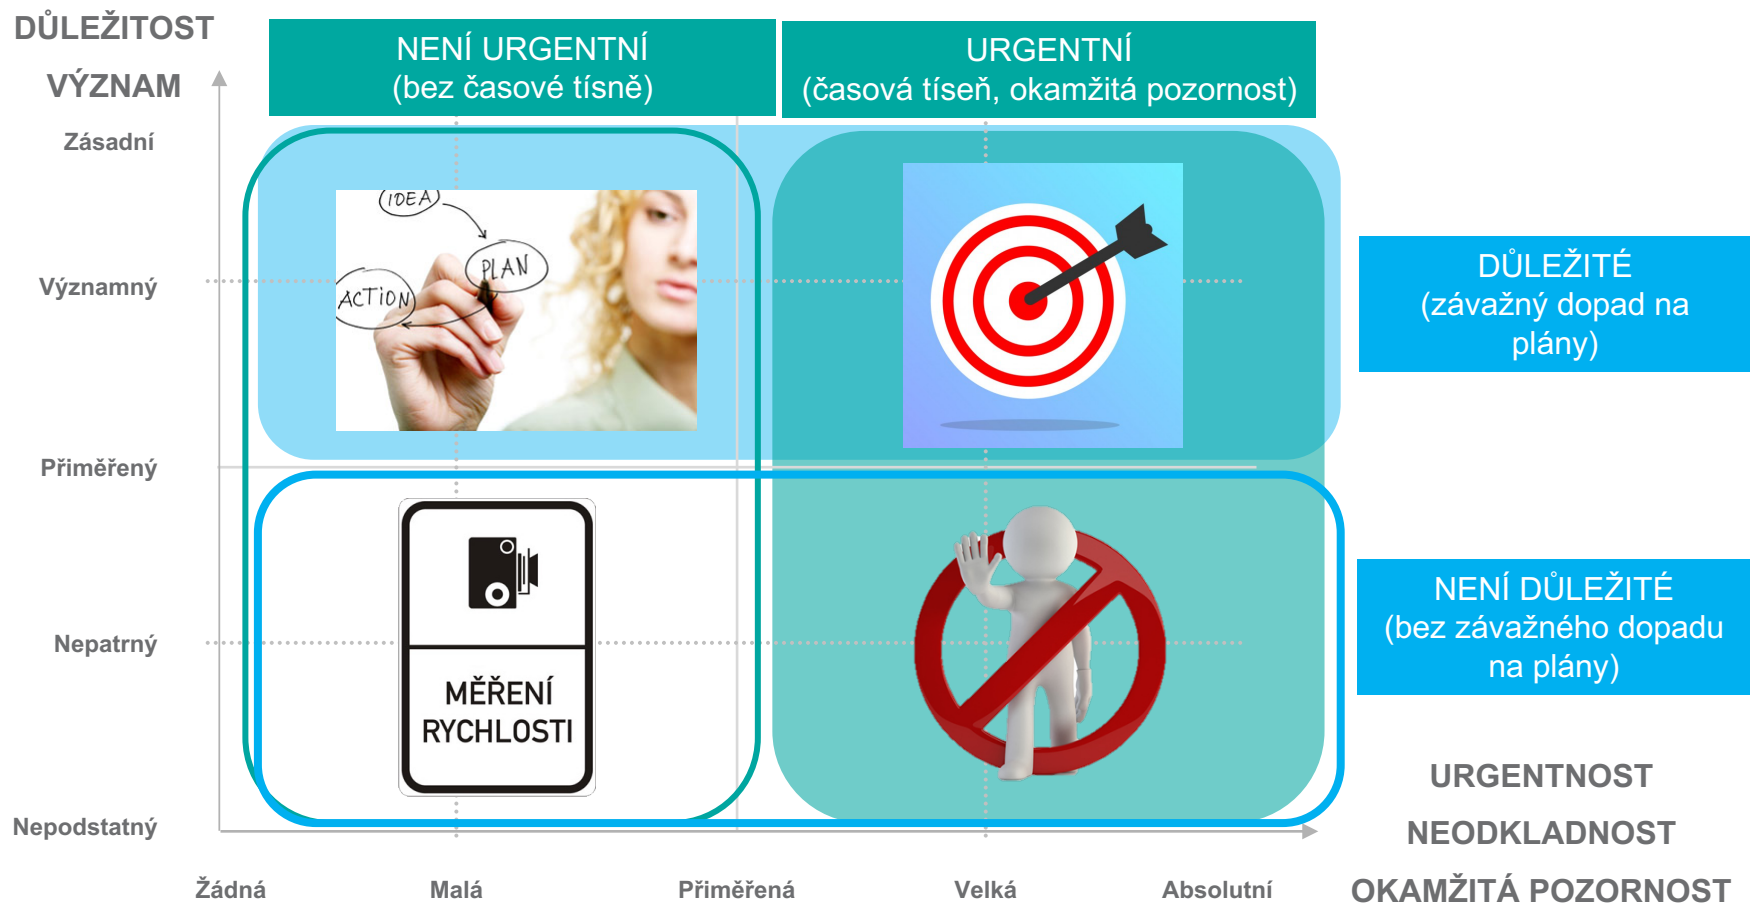 DŮLEŽITOST
VÝZNAM
NENÍ URGENTNÍ
(bez časové tísně)
URGENTNÍ
(časová tíseň, okamžitá pozornost)
Zásadní
Významný
Přiměřený
Nepatrný
Nepodstatný
IDEA
PLAN
ACTION
MĚŘENÍ
RYCHLOSTI
DŮLEŽITÉ
(závažný dopad na
plány)
NENÍ DŮLEŽITÉ
(bez závažného dopadu
na plány)
URGENTNOST
NEODKLADNOST
OKAMŽITÁ POZORNOST
Žádná
Malá
Přiměřená
Velká
Absolutní